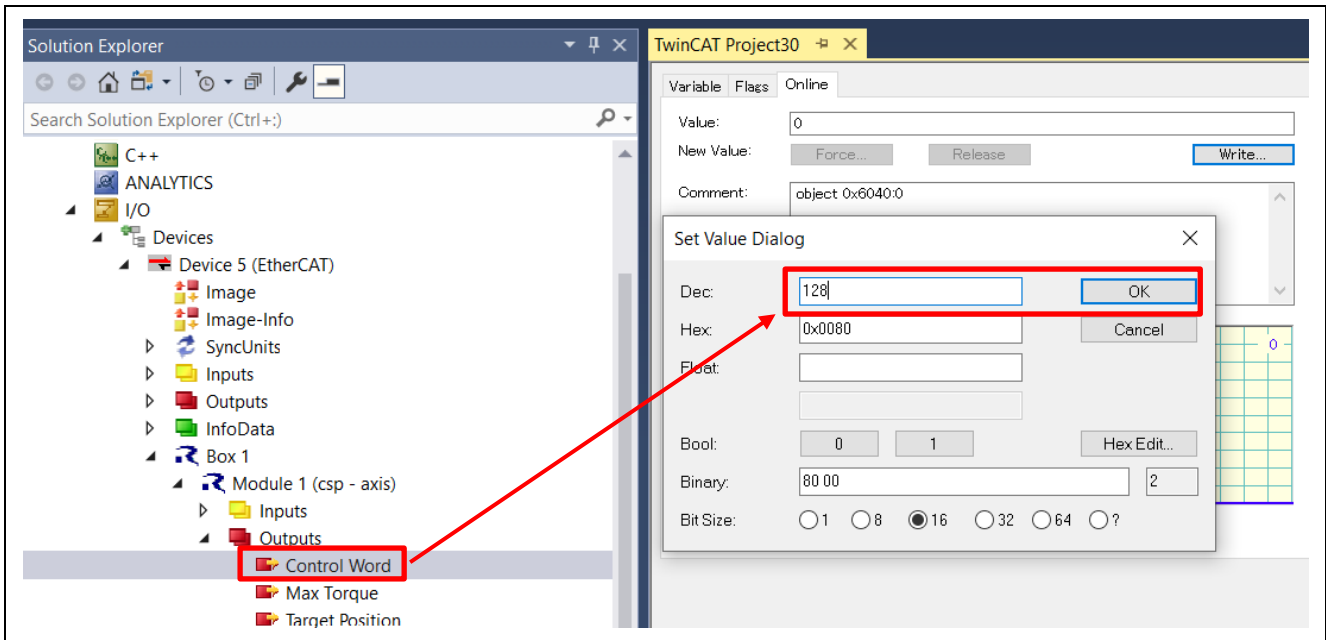 Solution Explorer
Search Solution Explorer (Ctrl+:)
C++
ANALYTICS
I/O
Devices
Device 5 (EtherCAT)
Image
Image-Info
SyncUnits
Inputs
Outputs
InfoData
Box 1
Module 1 (csp - axis)
Inputs
Outputs
Control Word
Max Torque
Target Position
TwinCAT Project30
Variable Flags Online
Value: 0
New Value: Force... Release Write...
Comment: object 0x6040:0
Set Value Dialog
Dec: 128 OK
Hex: 0x0080 Cancel
Float:
Bool: 0 1 Hex Edit...
Binary: 80 00 2
Bit Size: 1 8 16 32 64 ?
0